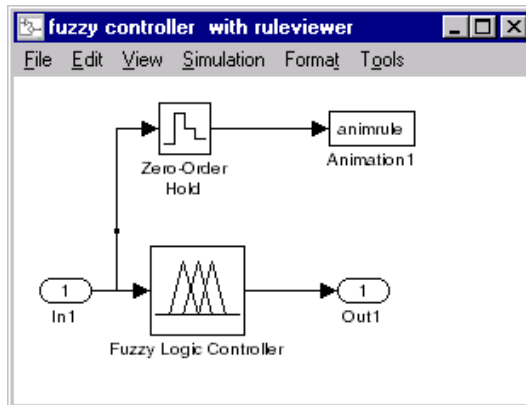 fuzzy controller with ruleviewer
File Edit View Simulation Format Tools
animrule
Zero-Order
Hold
Animation1
1
1
In1
Out1
Fuzzy Logic Controller